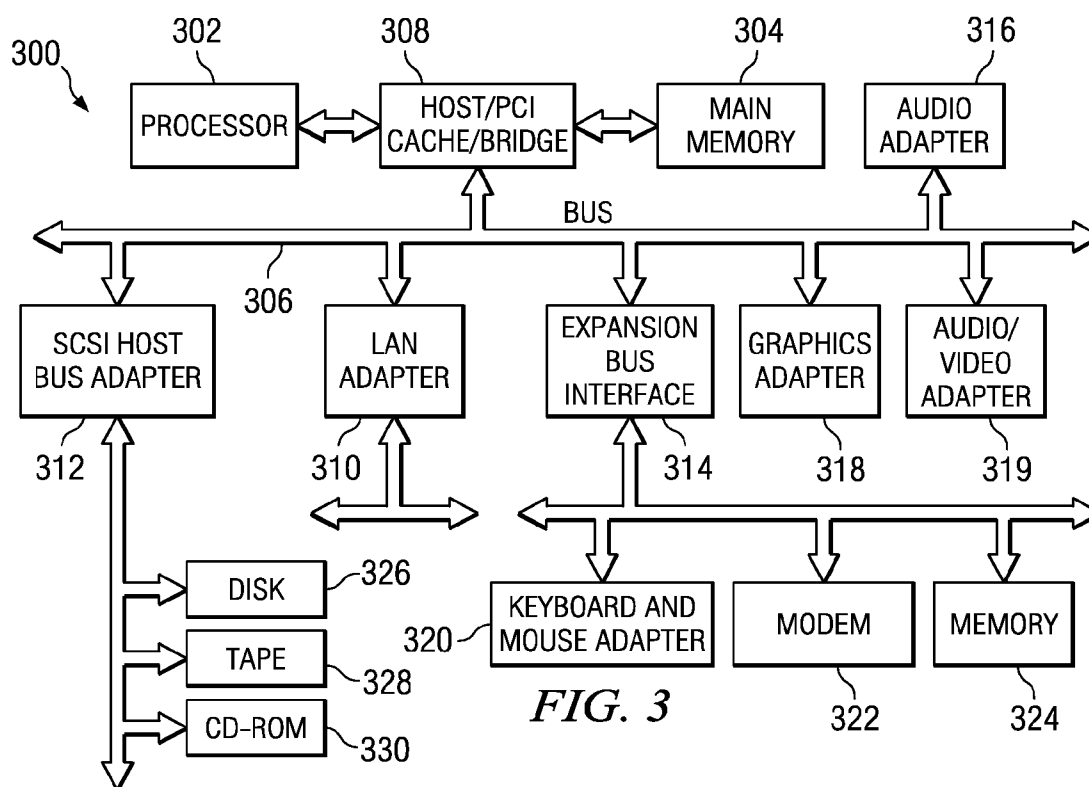 300
302
308
304
316
PROCESSOR
HOST/PCI
CACHE/BRIDGE
MAIN
MEMORY
AUDIO
ADAPTER
BUS
306
SCSI HOST
BUS ADAPTER
LAN
ADAPTER
EXPANSION
BUS
INTERFACE
GRAPHICS
ADAPTER
AUDIO/
VIDEO
ADAPTER
312
310
314
318
319
DISK
326
TAPE
328
CD-ROM
330
320
KEYBOARD AND
MOUSE ADAPTER
MODEM
MEMORY
322
324
FIG. 3